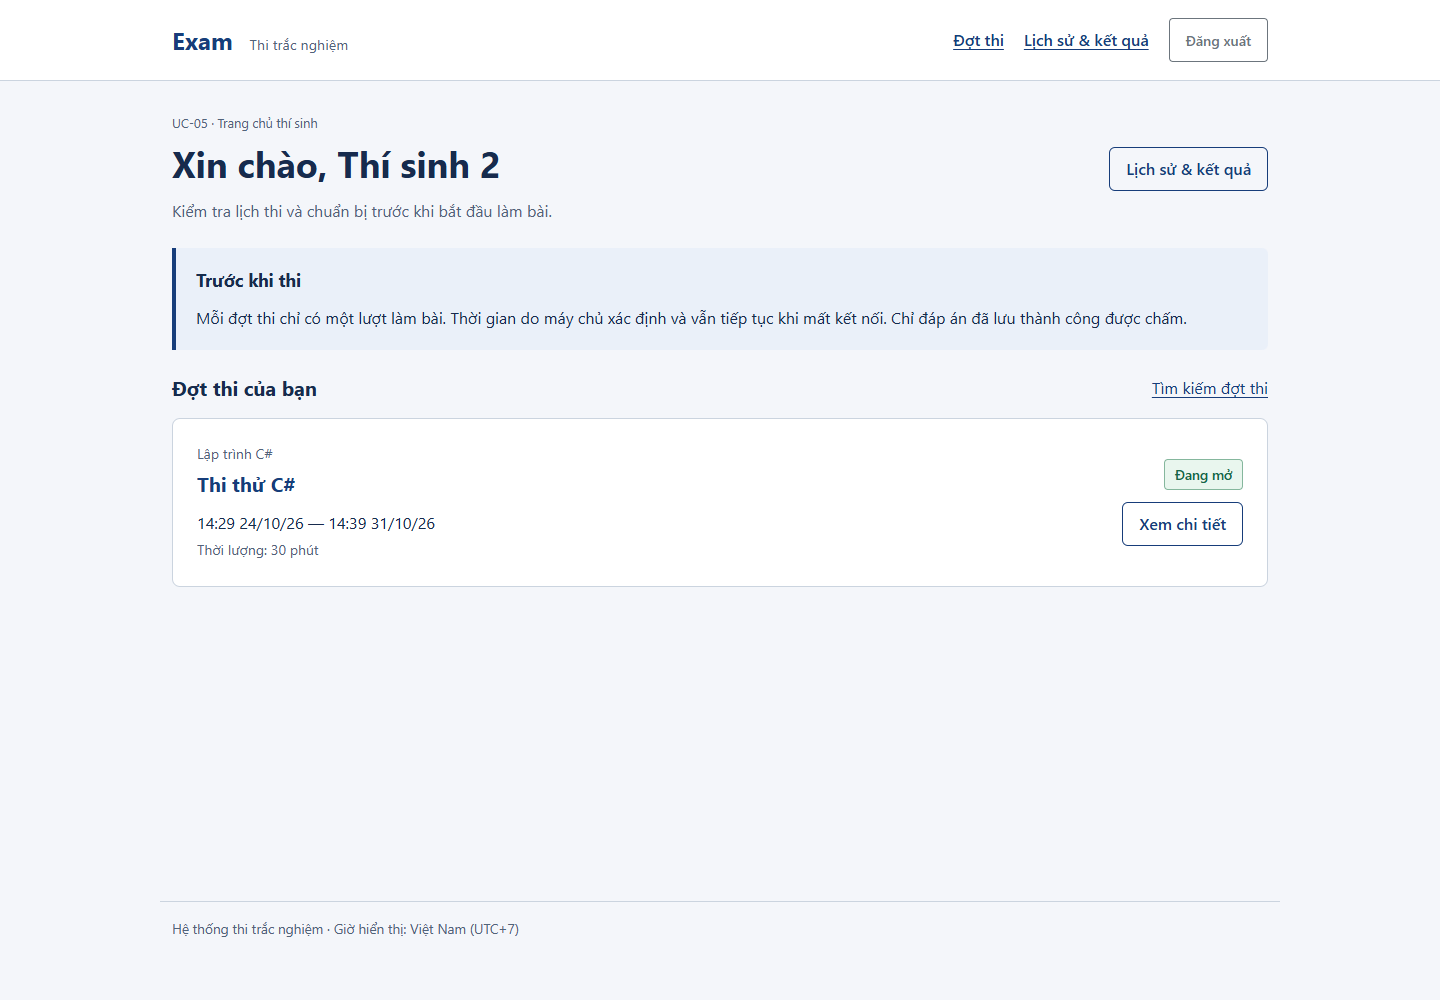 Exam Thi trắc nghiệm
Đợt thi Lịch sử & kết quả Đăng xuất
UC-05 · Trang chủ thí sinh
Xin chào, Thí sinh 2
Lịch sử & kết quả
Kiểm tra lịch thi và chuẩn bị trước khi bắt đầu làm bài.
Trước khi thi
Mỗi đợt thi chỉ có một lượt làm bài. Thời gian do máy chủ xác định và vẫn tiếp tục khi mất kết nối. Chỉ đáp án đã lưu thành công được chấm.
Đợt thi của bạn
Tìm kiếm đợt thi
Lập trình C#
Thi thử C#
14:29 24/10/26 — 14:39 31/10/26
Thời lượng: 30 phút
Đang mở
Xem chi tiết
Hệ thống thi trắc nghiệm · Giờ hiển thị: Việt Nam (UTC+7)